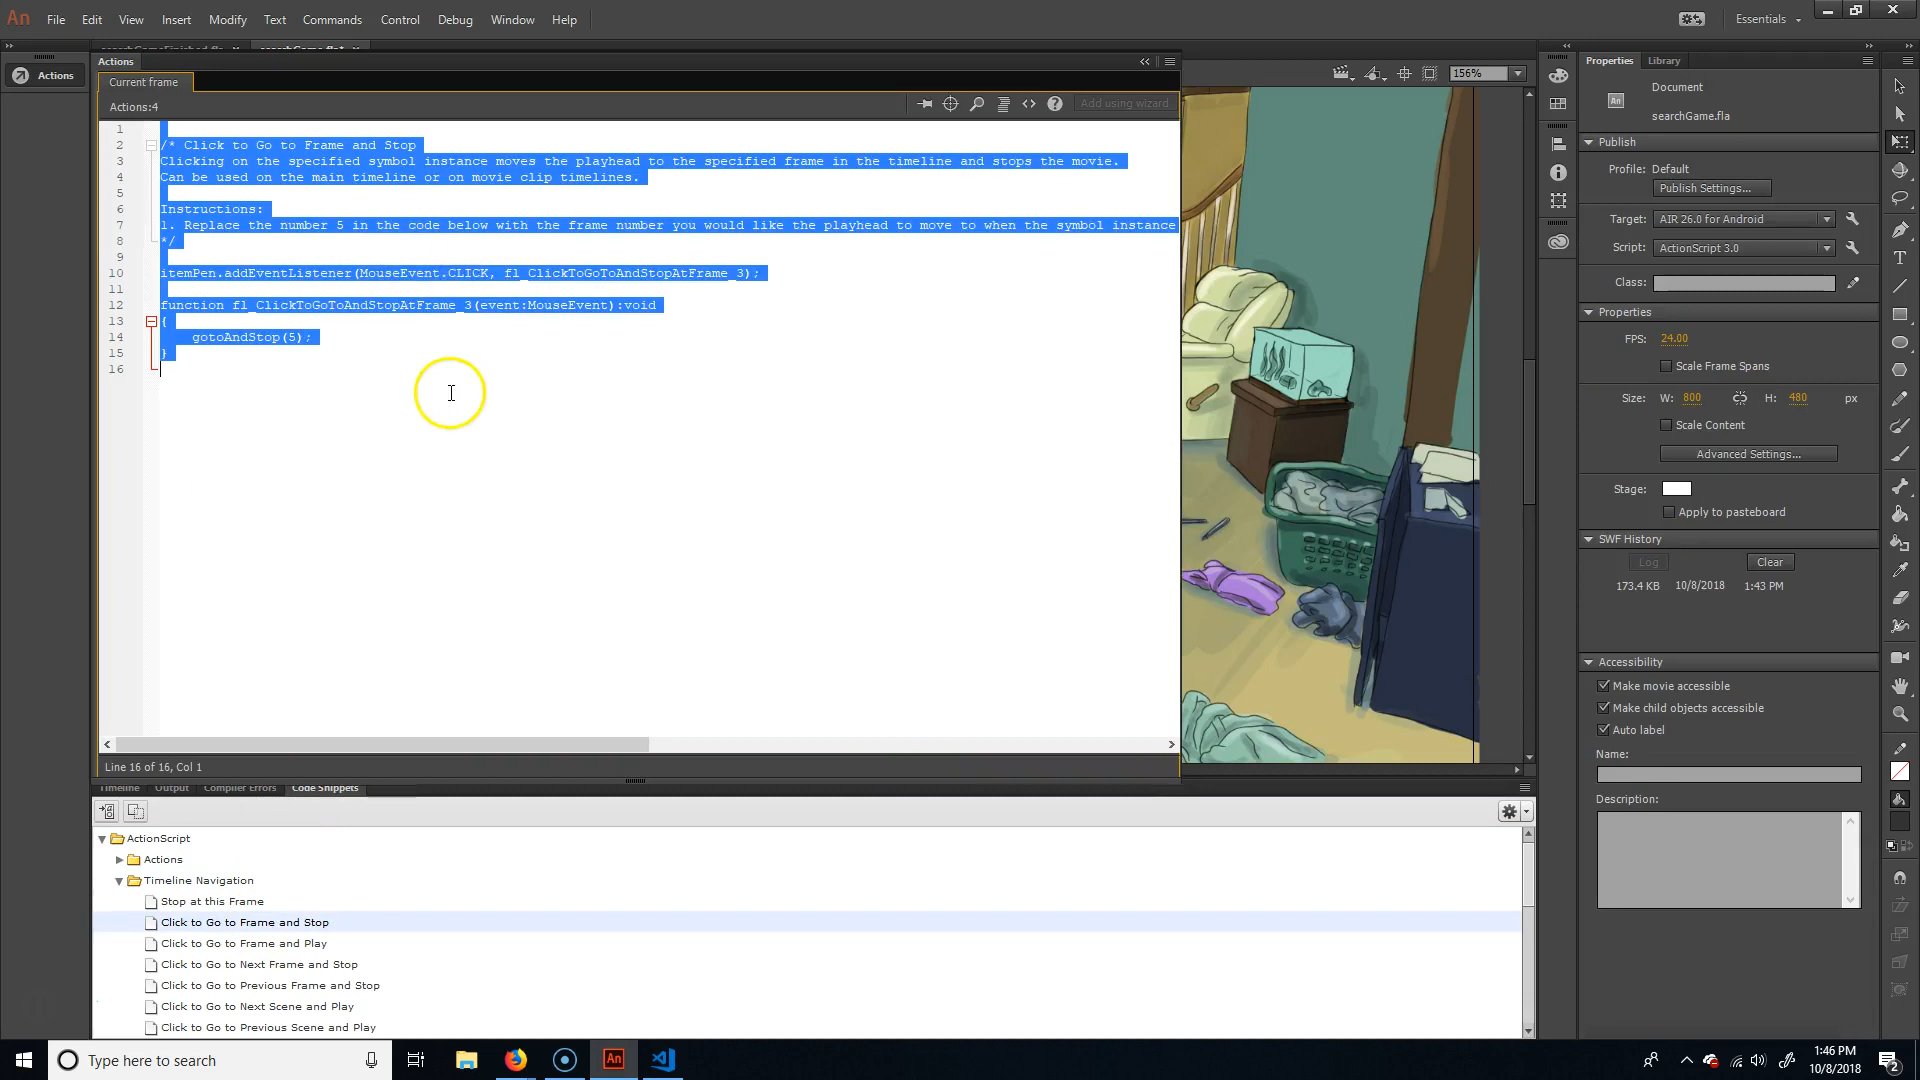 An File Edit View Insert Modify Text Commands Control Debug Window Help Essentials
searchGameFinished.fla × searchGame.fla* ×
Actions
Actions
Current frame
Actions:4
Add using wizard
156%
1
2 /* Click to Go to Frame and Stop
3 Clicking on the specified symbol instance moves the playhead to the specified frame in the timeline and stops the movie.
4 Can be used on the main timeline or on movie clip timelines.
5
6 Instructions:
7 1. Replace the number 5 in the code below with the frame number you would like the playhead to move to when the symbol instance
8 */
9
10 itemPen.addEventListener(MouseEvent.CLICK, fl_ClickToGoToAndStopAtFrame_3);
11
12 function fl_ClickToGoToAndStopAtFrame_3(event:MouseEvent):void
13 {
14 gotoAndStop(5);
15 }
16
Line 16 of 16, Col 1
Timeline Output Compiler Errors Code Snippets
ActionScript
Actions
Timeline Navigation
Stop at this Frame
Click to Go to Frame and Stop
Click to Go to Frame and Play
Click to Go to Next Frame and Stop
Click to Go to Previous Frame and Stop
Click to Go to Next Scene and Play
Click to Go to Previous Scene and Play
Properties Library
An Document
searchGame.fla
Publish
Profile: Default
Publish Settings...
Target: AIR 26.0 for Android
Script: ActionScript 3.0
Class:
Properties
FPS: 24.00
Scale Frame Spans
Size: W: 800 H: 480 px
Scale Content
Advanced Settings...
Stage:
Apply to pasteboard
SWF History
Log Clear
173.4 KB 10/8/2018 1:43 PM
Accessibility
Make movie accessible
Make child objects accessible
Auto label
Name:
Description:
Type here to search
An
1:46 PM
10/8/2018
2